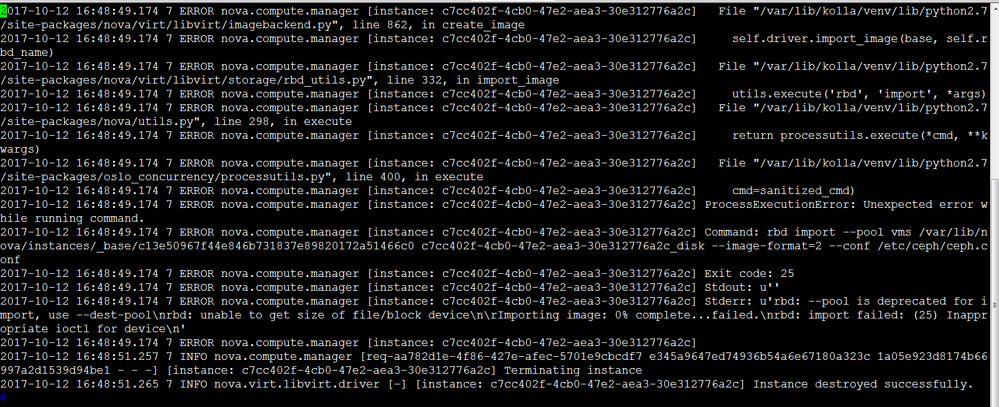 2017-10-12 16:48:49.174 7 ERROR nova.compute.manager [instance: c7cc402f-4cb0-47e2-aea3-30e312776a2c]   File "/var/lib/kolla/venv/lib/python2.7
/site-packages/nova/virt/libvirt/imagebackend.py", line 862, in create_image
2017-10-12 16:48:49.174 7 ERROR nova.compute.manager [instance: c7cc402f-4cb0-47e2-aea3-30e312776a2c]     self.driver.import_image(base, self.r
bd_name)
2017-10-12 16:48:49.174 7 ERROR nova.compute.manager [instance: c7cc402f-4cb0-47e2-aea3-30e312776a2c]   File "/var/lib/kolla/venv/lib/python2.7
/site-packages/nova/virt/libvirt/storage/rbd_utils.py", line 332, in import_image
2017-10-12 16:48:49.174 7 ERROR nova.compute.manager [instance: c7cc402f-4cb0-47e2-aea3-30e312776a2c]     utils.execute('rbd', 'import', *args)
2017-10-12 16:48:49.174 7 ERROR nova.compute.manager [instance: c7cc402f-4cb0-47e2-aea3-30e312776a2c]   File "/var/lib/kolla/venv/lib/python2.7
/site-packages/nova/utils.py", line 298, in execute
2017-10-12 16:48:49.174 7 ERROR nova.compute.manager [instance: c7cc402f-4cb0-47e2-aea3-30e312776a2c]     return processutils.execute(*cmd, **k
wargs)
2017-10-12 16:48:49.174 7 ERROR nova.compute.manager [instance: c7cc402f-4cb0-47e2-aea3-30e312776a2c]   File "/var/lib/kolla/venv/lib/python2.7
/site-packages/oslo_concurrency/processutils.py", line 400, in execute
2017-10-12 16:48:49.174 7 ERROR nova.compute.manager [instance: c7cc402f-4cb0-47e2-aea3-30e312776a2c]     cmd=sanitized_cmd)
2017-10-12 16:48:49.174 7 ERROR nova.compute.manager [instance: c7cc402f-4cb0-47e2-aea3-30e312776a2c] ProcessExecutionError: Unexpected error w
hile running command.
2017-10-12 16:48:49.174 7 ERROR nova.compute.manager [instance: c7cc402f-4cb0-47e2-aea3-30e312776a2c] Command: rbd import --pool vms /var/lib/n
ova/instances/_base/c13e50967f44e846b731837e89820172a51466c0 c7cc402f-4cb0-47e2-aea3-30e312776a2c_disk --image-format=2 --conf /etc/ceph/ceph.c
onf
2017-10-12 16:48:49.174 7 ERROR nova.compute.manager [instance: c7cc402f-4cb0-47e2-aea3-30e312776a2c] Exit code: 25
2017-10-12 16:48:49.174 7 ERROR nova.compute.manager [instance: c7cc402f-4cb0-47e2-aea3-30e312776a2c] Stdout: u''
2017-10-12 16:48:49.174 7 ERROR nova.compute.manager [instance: c7cc402f-4cb0-47e2-aea3-30e312776a2c] Stderr: u'rbd: --pool is deprecated for i
mport, use --dest-pool\nrbd: unable to get size of file/block device\n\rImporting image: 0% complete...failed.\nrbd: import failed: (25) Inappr
opriate ioctl for device\n'
2017-10-12 16:48:49.174 7 ERROR nova.compute.manager [instance: c7cc402f-4cb0-47e2-aea3-30e312776a2c]
2017-10-12 16:48:51.257 7 INFO nova.compute.manager [req-aa782d1e-4f86-427e-afec-5701e9cbcdf7 e345a9647ed74936b54a6e67180a323c 1a05e923d8174b66
997a2d1539d94be1 - - -] [instance: c7cc402f-4cb0-47e2-aea3-30e312776a2c] Terminating instance
2017-10-12 16:48:51.265 7 INFO nova.virt.libvirt.driver [-] [instance: c7cc402f-4cb0-47e2-aea3-30e312776a2c] Instance destroyed successfully.
@